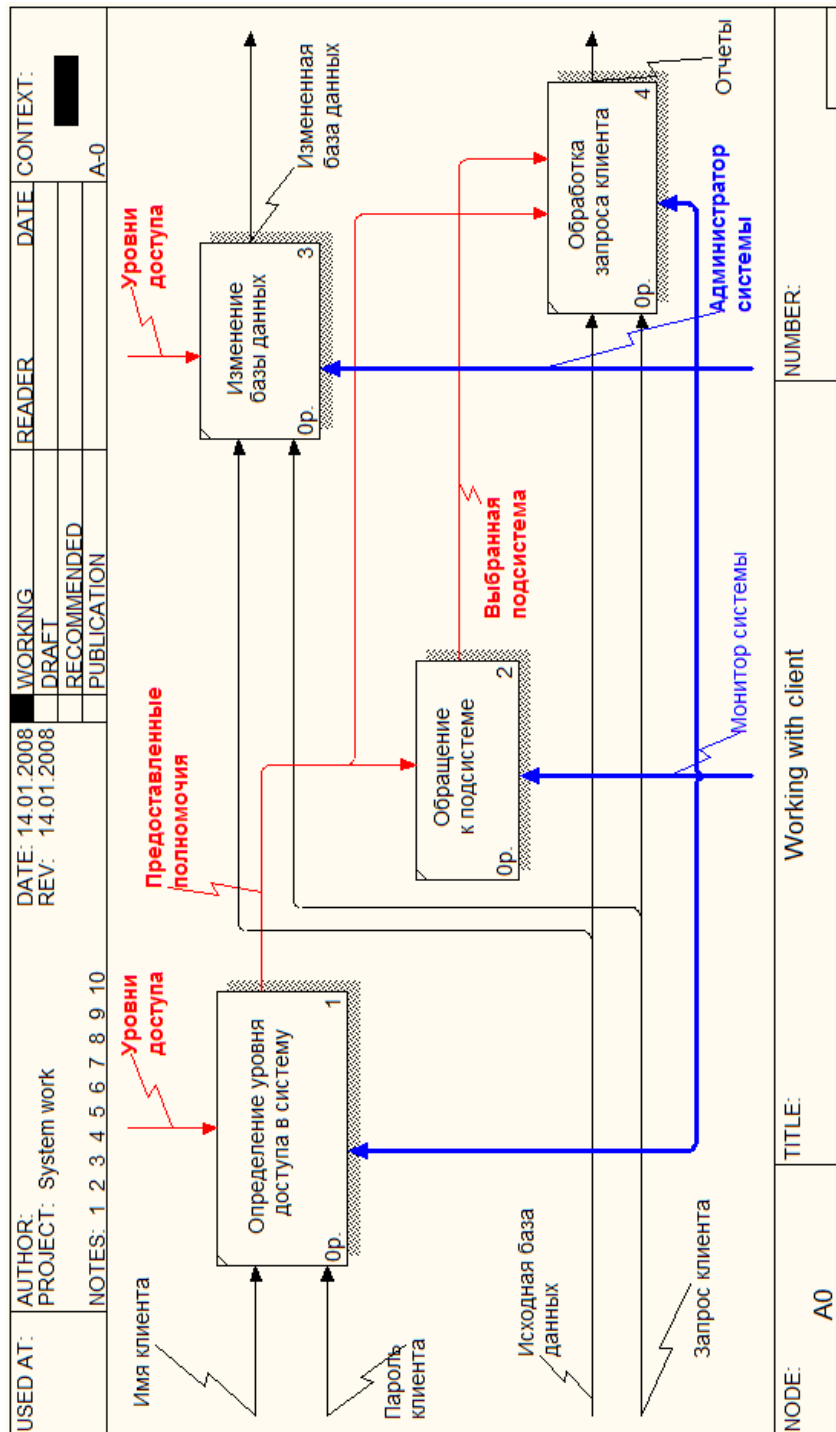 USED AT:
AUTHOR:
PROJECT: System work
NOTES: 1 2 3 4 5 6 7 8 9 10
DATE: 14.01.2008
REV: 14.01.2008
WORKING
DRAFT
RECOMMENDED
PUBLICATION
READER
DATE
CONTEXT:
A-0
Уровни
доступа
Предоставленные
полномочия
Уровни
доступа
Имя клиента
Определение уровня
доступа в систему
0р.
1
Пароль
клиента
Изменение
базы данных
0р.
3
Измененная
база данных
Обращение
к подсистеме
0р.
2
Выбранная
подсистема
Исходная база
данных
Обработка
запроса клиента
0р.
4
Запрос клиента
Монитор системы
Администратор
системы
Отчеты
NODE:
A0
TITLE:
Working with client
NUMBER: